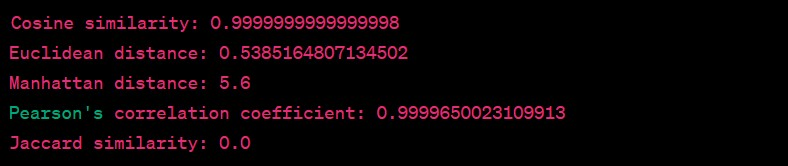 Cosine similarity: 0.9999999999999998
Euclidean distance: 0.5385164807134502
Manhattan distance: 5.6
Pearson's correlation coefficient: 0.9999650023109913
Jaccard similarity: 0.0